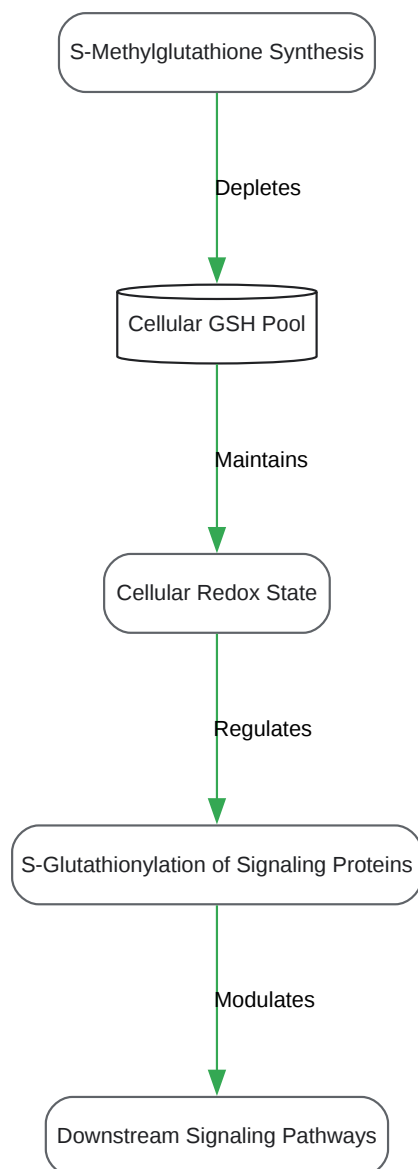 S-Methylglutathione Synthesis
Depletes
Cellular GSH Pool
Maintains
Cellular Redox State
Regulates
S-Glutathionylation of Signaling Proteins
Modulates
Downstream Signaling Pathways